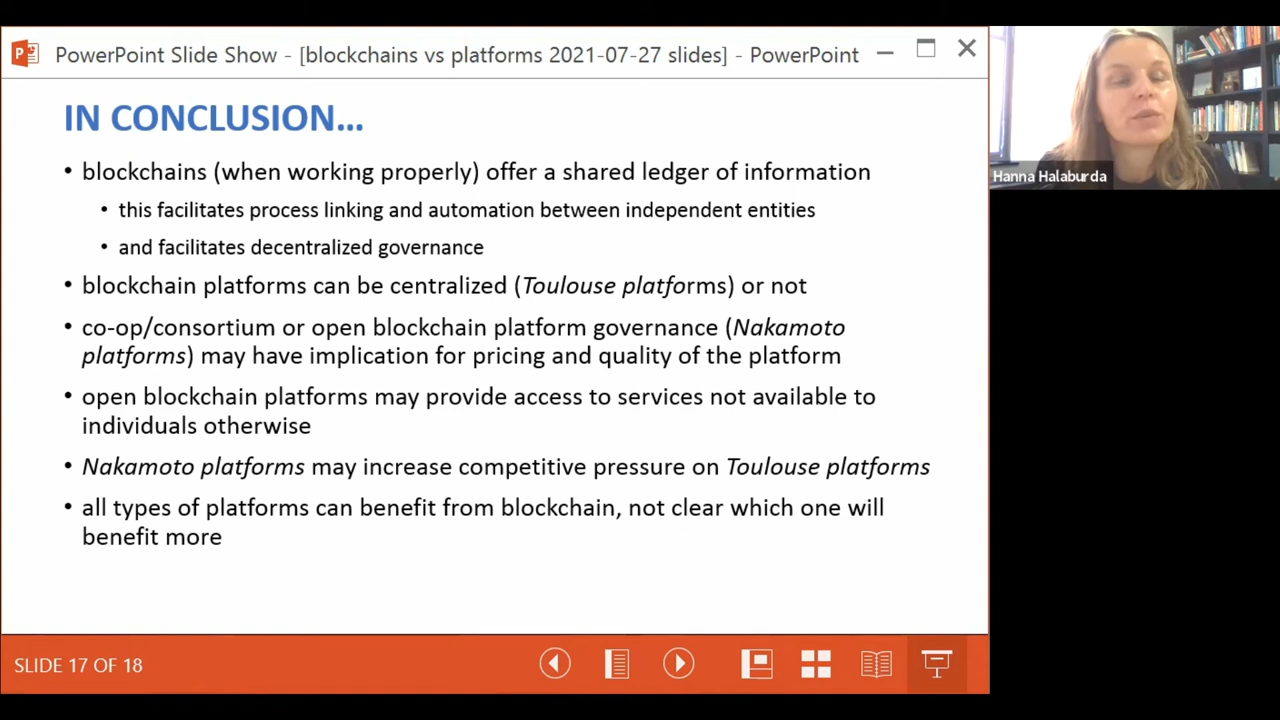 PowerPoint Slide Show - [blockchains vs platforms 2021-07-27 slides] - PowerPoint
IN CONCLUSION...
• blockchains (when working properly) offer a shared ledger of information
• this facilitates process linking and automation between independent entities
• and facilitates decentralized governance
• blockchain platforms can be centralized (Toulouse platforms) or not
• co-op/consortium or open blockchain platform governance (Nakamoto
platforms) may have implication for pricing and quality of the platform
• open blockchain platforms may provide access to services not available to
individuals otherwise
• Nakamoto platforms may increase competitive pressure on Toulouse platforms
• all types of platforms can benefit from blockchain, not clear which one will
benefit more
SLIDE 17 OF 18
Hanna Halaburda